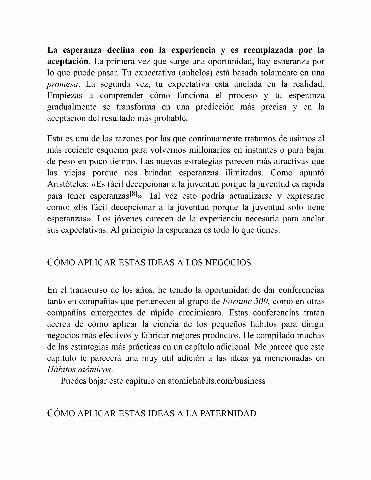 La esperanza declina con la experiencia y es reemplazada por la
aceptación. La primera vez que surge una oportunidad, hay esperanza por
lo que puede pasar. Tu expectativa (anhelos) está basada solamente en una
promesa. La segunda vez, tu expectativa está anclada en la realidad.
Empiezas a comprender cómo funciona el proceso y tu esperanza
gradualmente se transforma en una predicción más precisa y en la
aceptación del resultado más probable.
Esta es una de las razones por las que continuamente tratamos de asirnos al
más reciente esquema para volvernos millonarios en instantes o para bajar
de peso en poco tiempo. Las nuevas estrategias parecen más atractivas que
las viejas porque nos brindan esperanzas ilimitadas. Como apuntó
Aristóteles: «Es fácil decepcionar a la juventud porque la juventud es rápida
para tener esperanzas[8]». Tal vez esto podría actualizarse y expresarse
como: «Es fácil decepcionar a la juventud porque la juventud solo tiene
esperanzas». Los jóvenes carecen de la experiencia necesaria para anclar
sus expectativas. Al principio la esperanza es todo lo que tienes.
CÓMO APLICAR ESTAS IDEAS A LOS NEGOCIOS
En el transcurso de los años, he tenido la oportunidad de dar conferencias
tanto en compañías que pertenecen al grupo de Fortune 500, como en otras
compañías emergentes de rápido crecimiento. Estas conferencias tratan
acerca de cómo aplicar la ciencia de los pequeños hábitos para dirigir
negocios más efectivos y fabricar mejores productos. He compilado muchas
de las estrategias más prácticas en un capítulo adicional. Me parece que este
capítulo te parecerá una muy útil adición a las ideas ya mencionadas en
Hábitos atómicos.
Puedes bajar este capítulo en atomichabits.com/business
CÓMO APLICAR ESTAS IDEAS A LA PATERNIDAD